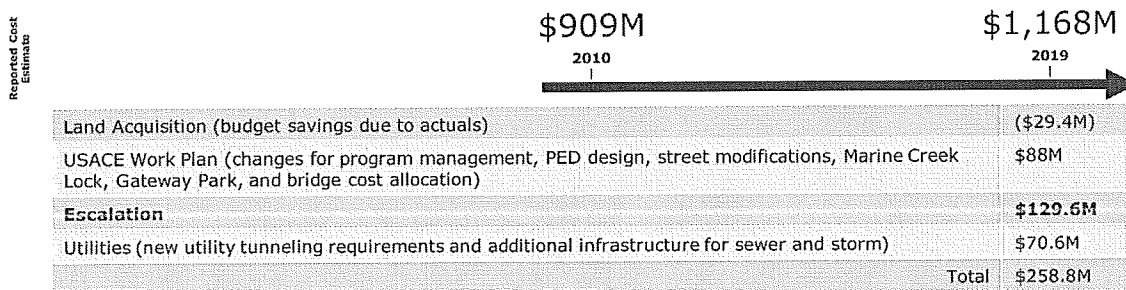 Reported Cost
Estimate
$909M
$1,168M
2010
2019
Land Acquisition (budget savings due to actuals) ($29.4M)
USACE Work Plan (changes for program management, PED design, street modifications, Marine Creek $88M
Lock, Gateway Park, and bridge cost allocation)
Escalation $129.6M
Utilities (new utility tunneling requirements and additional infrastructure for sewer and storm) $70.6M
Total $258.8M